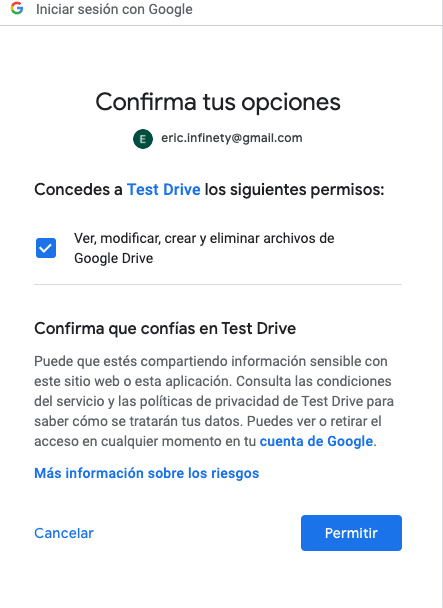 Iniciar sesión con Google
Confirma tus opciones
E eric.infinety@gmail.com
Concedes a Test Drive los siguientes permisos:
Ver, modificar, crear y eliminar archivos de
Google Drive
Confirma que confías en Test Drive
Puede que estés compartiendo información sensible con
este sitio web o esta aplicación. Consulta las condiciones
del servicio y las políticas de privacidad de Test Drive para
saber cómo se tratarán tus datos. Puedes ver o retirar el
acceso en cualquier momento en tu cuenta de Google.
Más información sobre los riesgos
Cancelar
Permitir